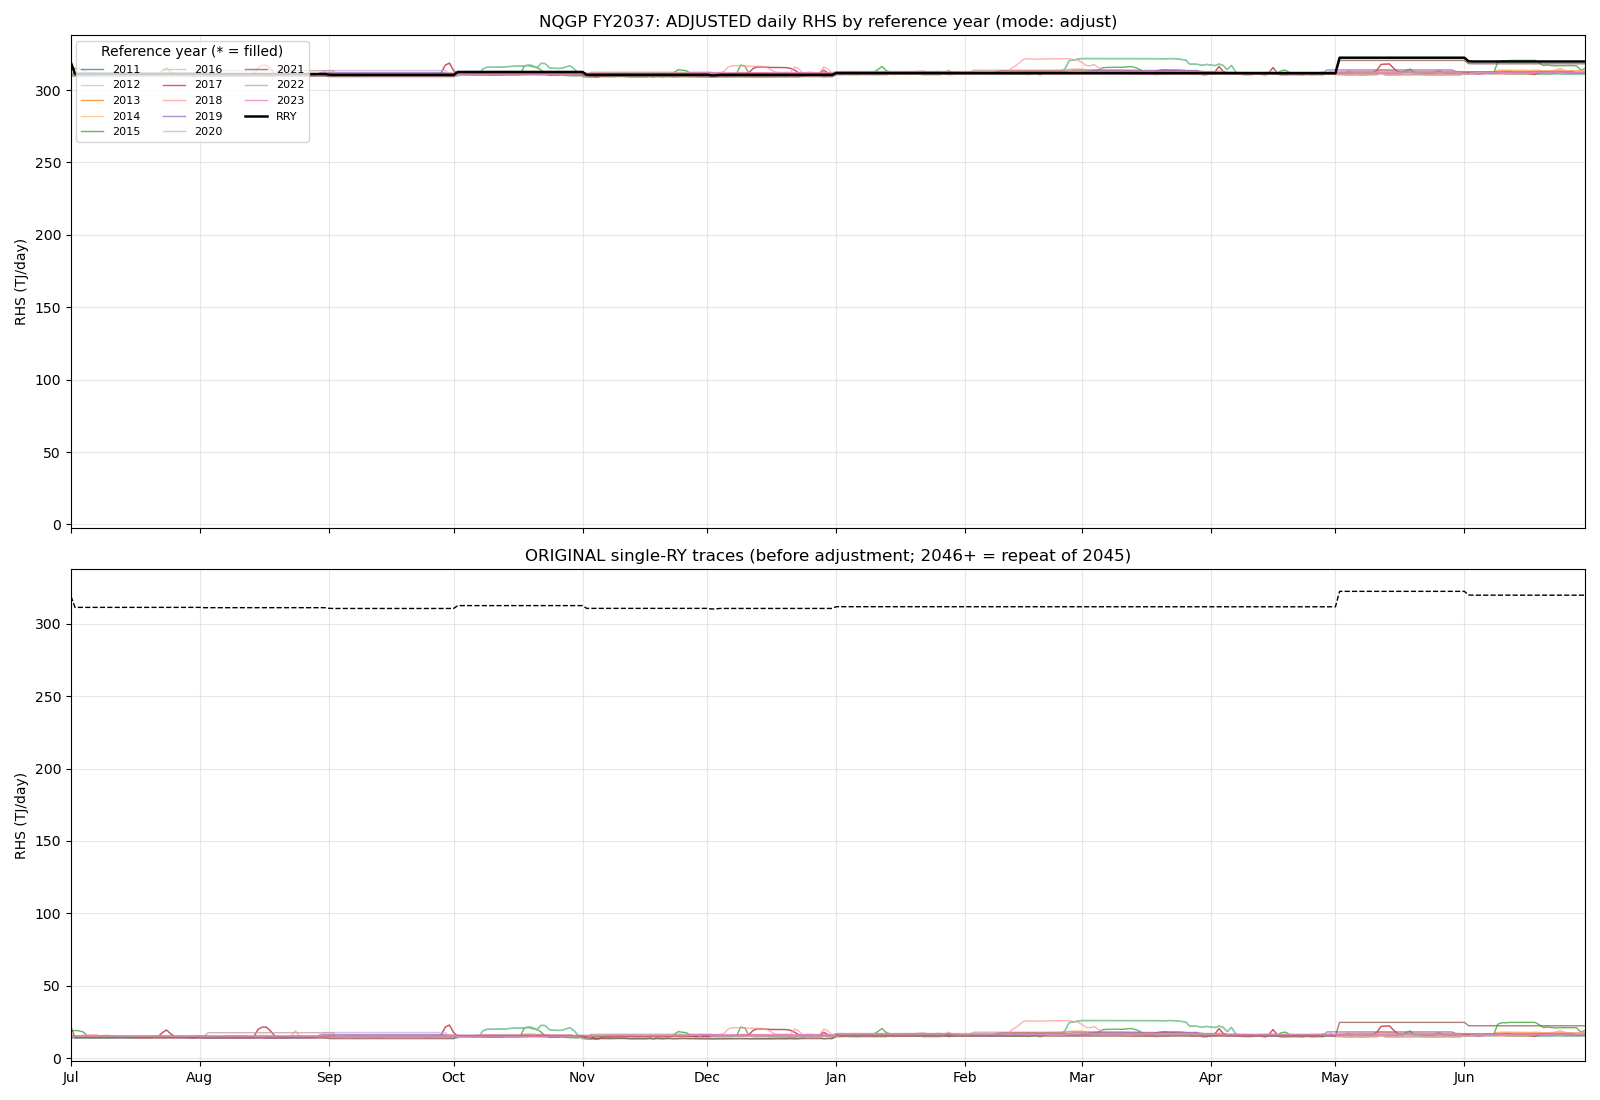 NQGP FY2037: ADJUSTED daily RHS by reference year (mode: adjust)
Reference year (* = filled)
2011 2016 2021
2012 2017 2022
2013 2018 2023
2014 2019 RRY
2015 2020
RHS (TJ/day)
300
250
200
150
100
50
0
ORIGINAL single-RY traces (before adjustment; 2046+ = repeat of 2045)
RHS (TJ/day)
300
250
200
150
100
50
0
Jul Aug Sep Oct Nov Dec Jan Feb Mar Apr May Jun